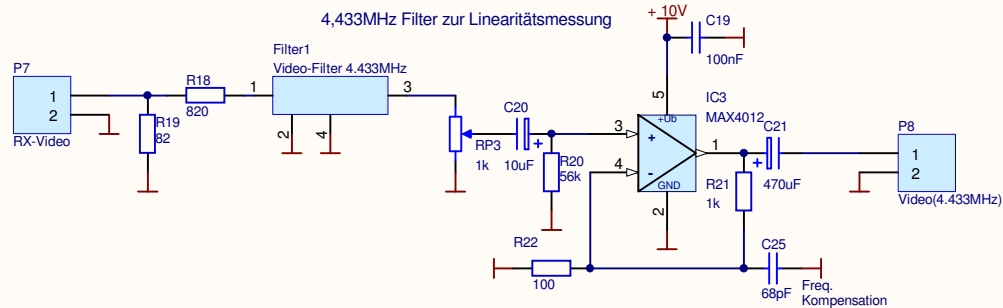 4,433MHz Filter zur Linearitätsmessung
+ 10V
C19
100nF
P7
1
2
RX-Video
R18
820
R19
82
Filter1
Video-Filter 4.433MHz
1
3
2
4
RP3
1k
C20
+
10uF
R20
56k
IC3
MAX4012
5
+Ub
3
+
4
-
GND
2
1
C21
+
470uF
R21
1k
P8
1
2
Video(4.433MHz)
R22
100
C25
68pF
Freq.
Kompensation